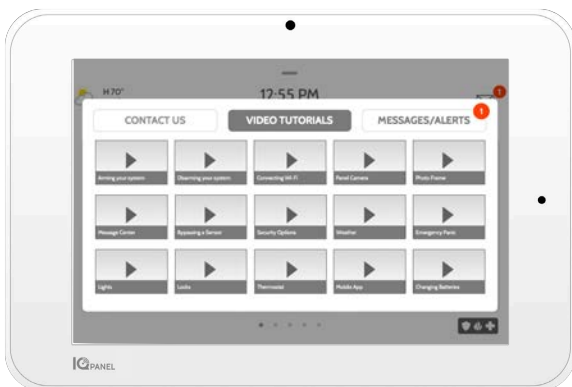 H 70°
12:55 PM
1
CONTACT US
VIDEO TUTORIALS
MESSAGES/ALERTS
1
Arming your system
Disarming your system
Connecting Wi-Fi
Panel Camera
Photo Frame
Message Center
Bypassing a Sensor
Security Options
Weather
Emergency Panic
Lights
Locks
Thermostat
Mobile App
Changing Batteries
IQ PANEL